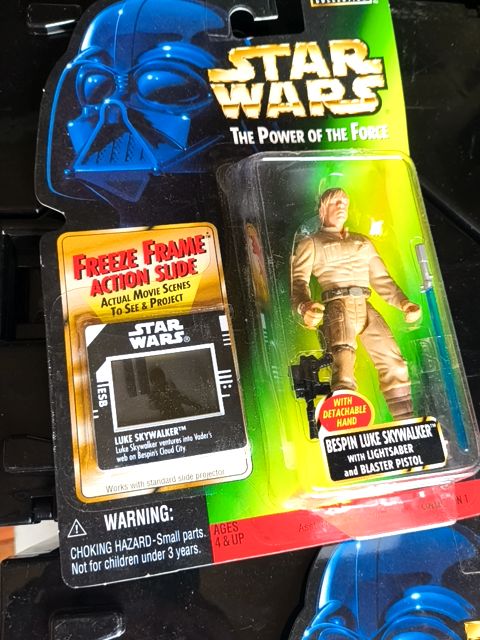 STAR
WARS
THE POWER OF THE FORCE
FREEZE FRAME™
ACTION SLIDE
ACTUAL MOVIE SCENES
TO SEE & PROJECT
STAR
WARS®
ESB
LUKE SKYWALKER™
Luke Skywalker ventures into Vader's
web on Bespin's Cloud City.
Works with standard slide projector
WITH
DETACHABLE
HAND
BESPIN LUKE SKYWALKER™
WITH LIGHTSABER
and BLASTER PISTOL
WARNING:
CHOKING HAZARD-Small parts.
Not for children under 3 years.
AGES
4 & UP